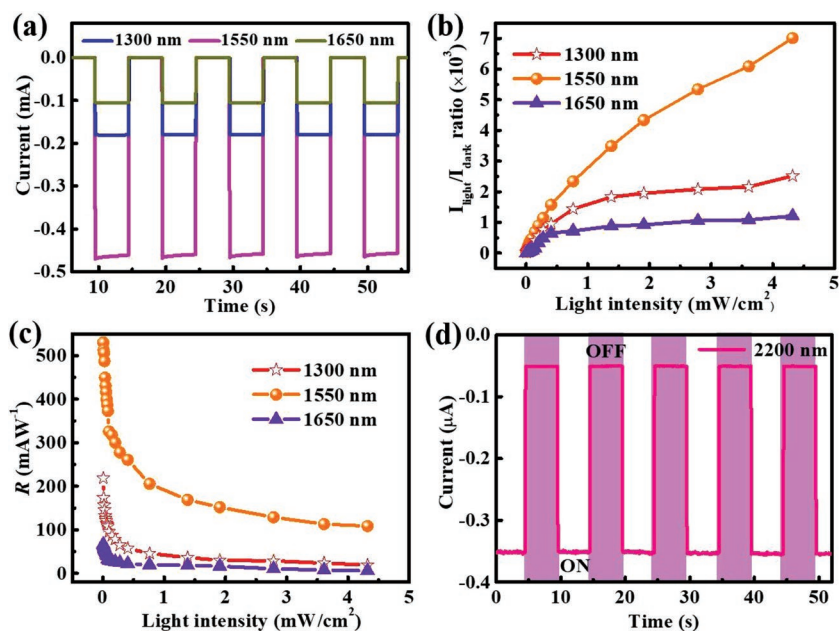 (a)
1300 nm 1550 nm 1650 nm
0.0
-0.1
-0.2
-0.3
-0.4
-0.5
Current (mA)
10 20 30 40 50
Time (s)
(b)
1300 nm
1550 nm
1650 nm
7
6
5
4
3
2
1
0
I_light/I_dark ratio (×10³)
0 1 2 3 4 5
Light intensity (mW/cm²)
(c)
1300 nm
1550 nm
1650 nm
500
400
300
200
100
0
R (mAW⁻¹)
0 1 2 3 4 5
Light intensity (mW/cm²)
(d)
OFF
2200 nm
0.0
-0.1
-0.2
-0.3
-0.4
Current (μA)
ON
0 10 20 30 40 50
Time (s)